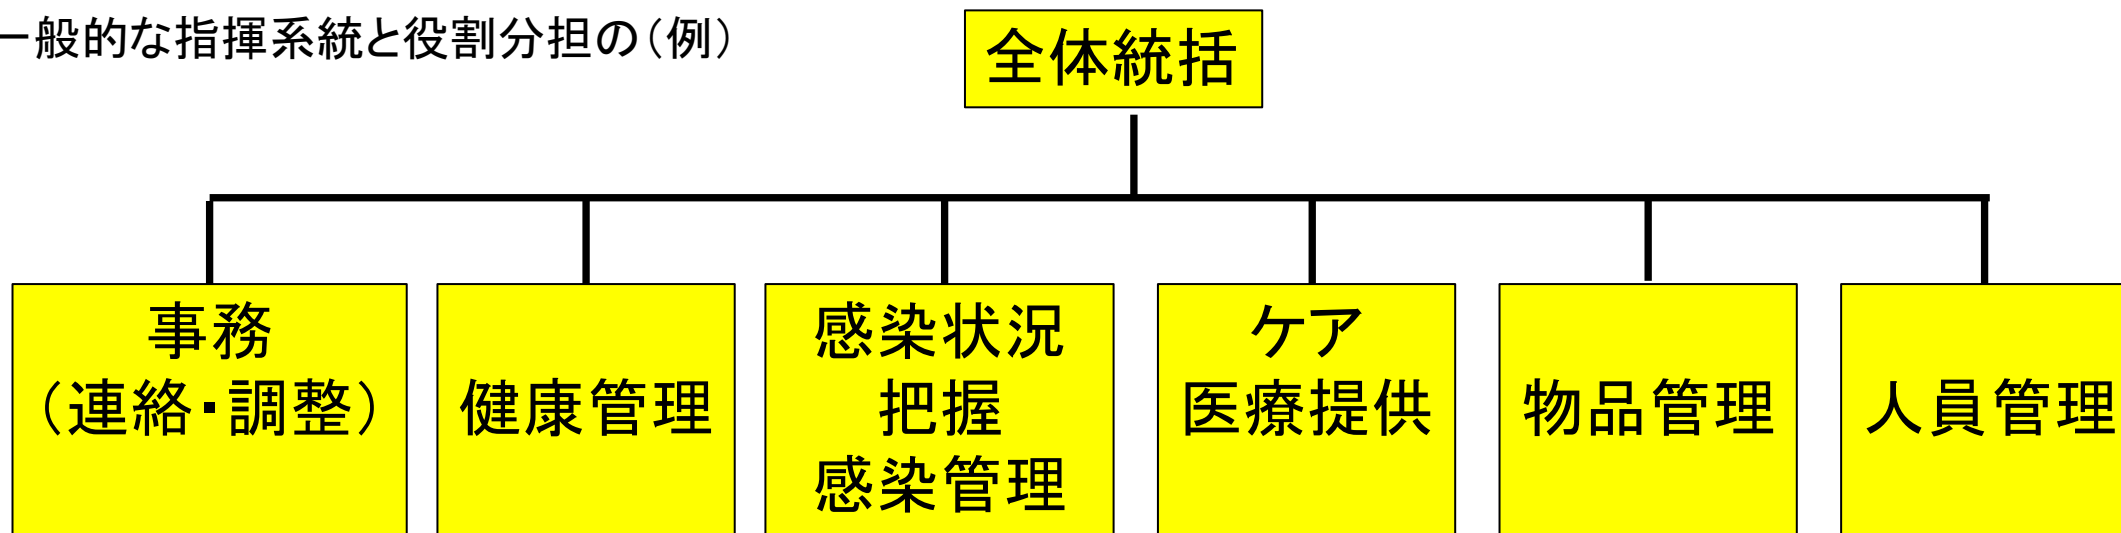 一般的な指揮系統と役割分担の（例）
全体統括
事務
（連絡・調整）
健康管理
感染状況
把握
感染管理
ケア
医療提供
物品管理
人員管理